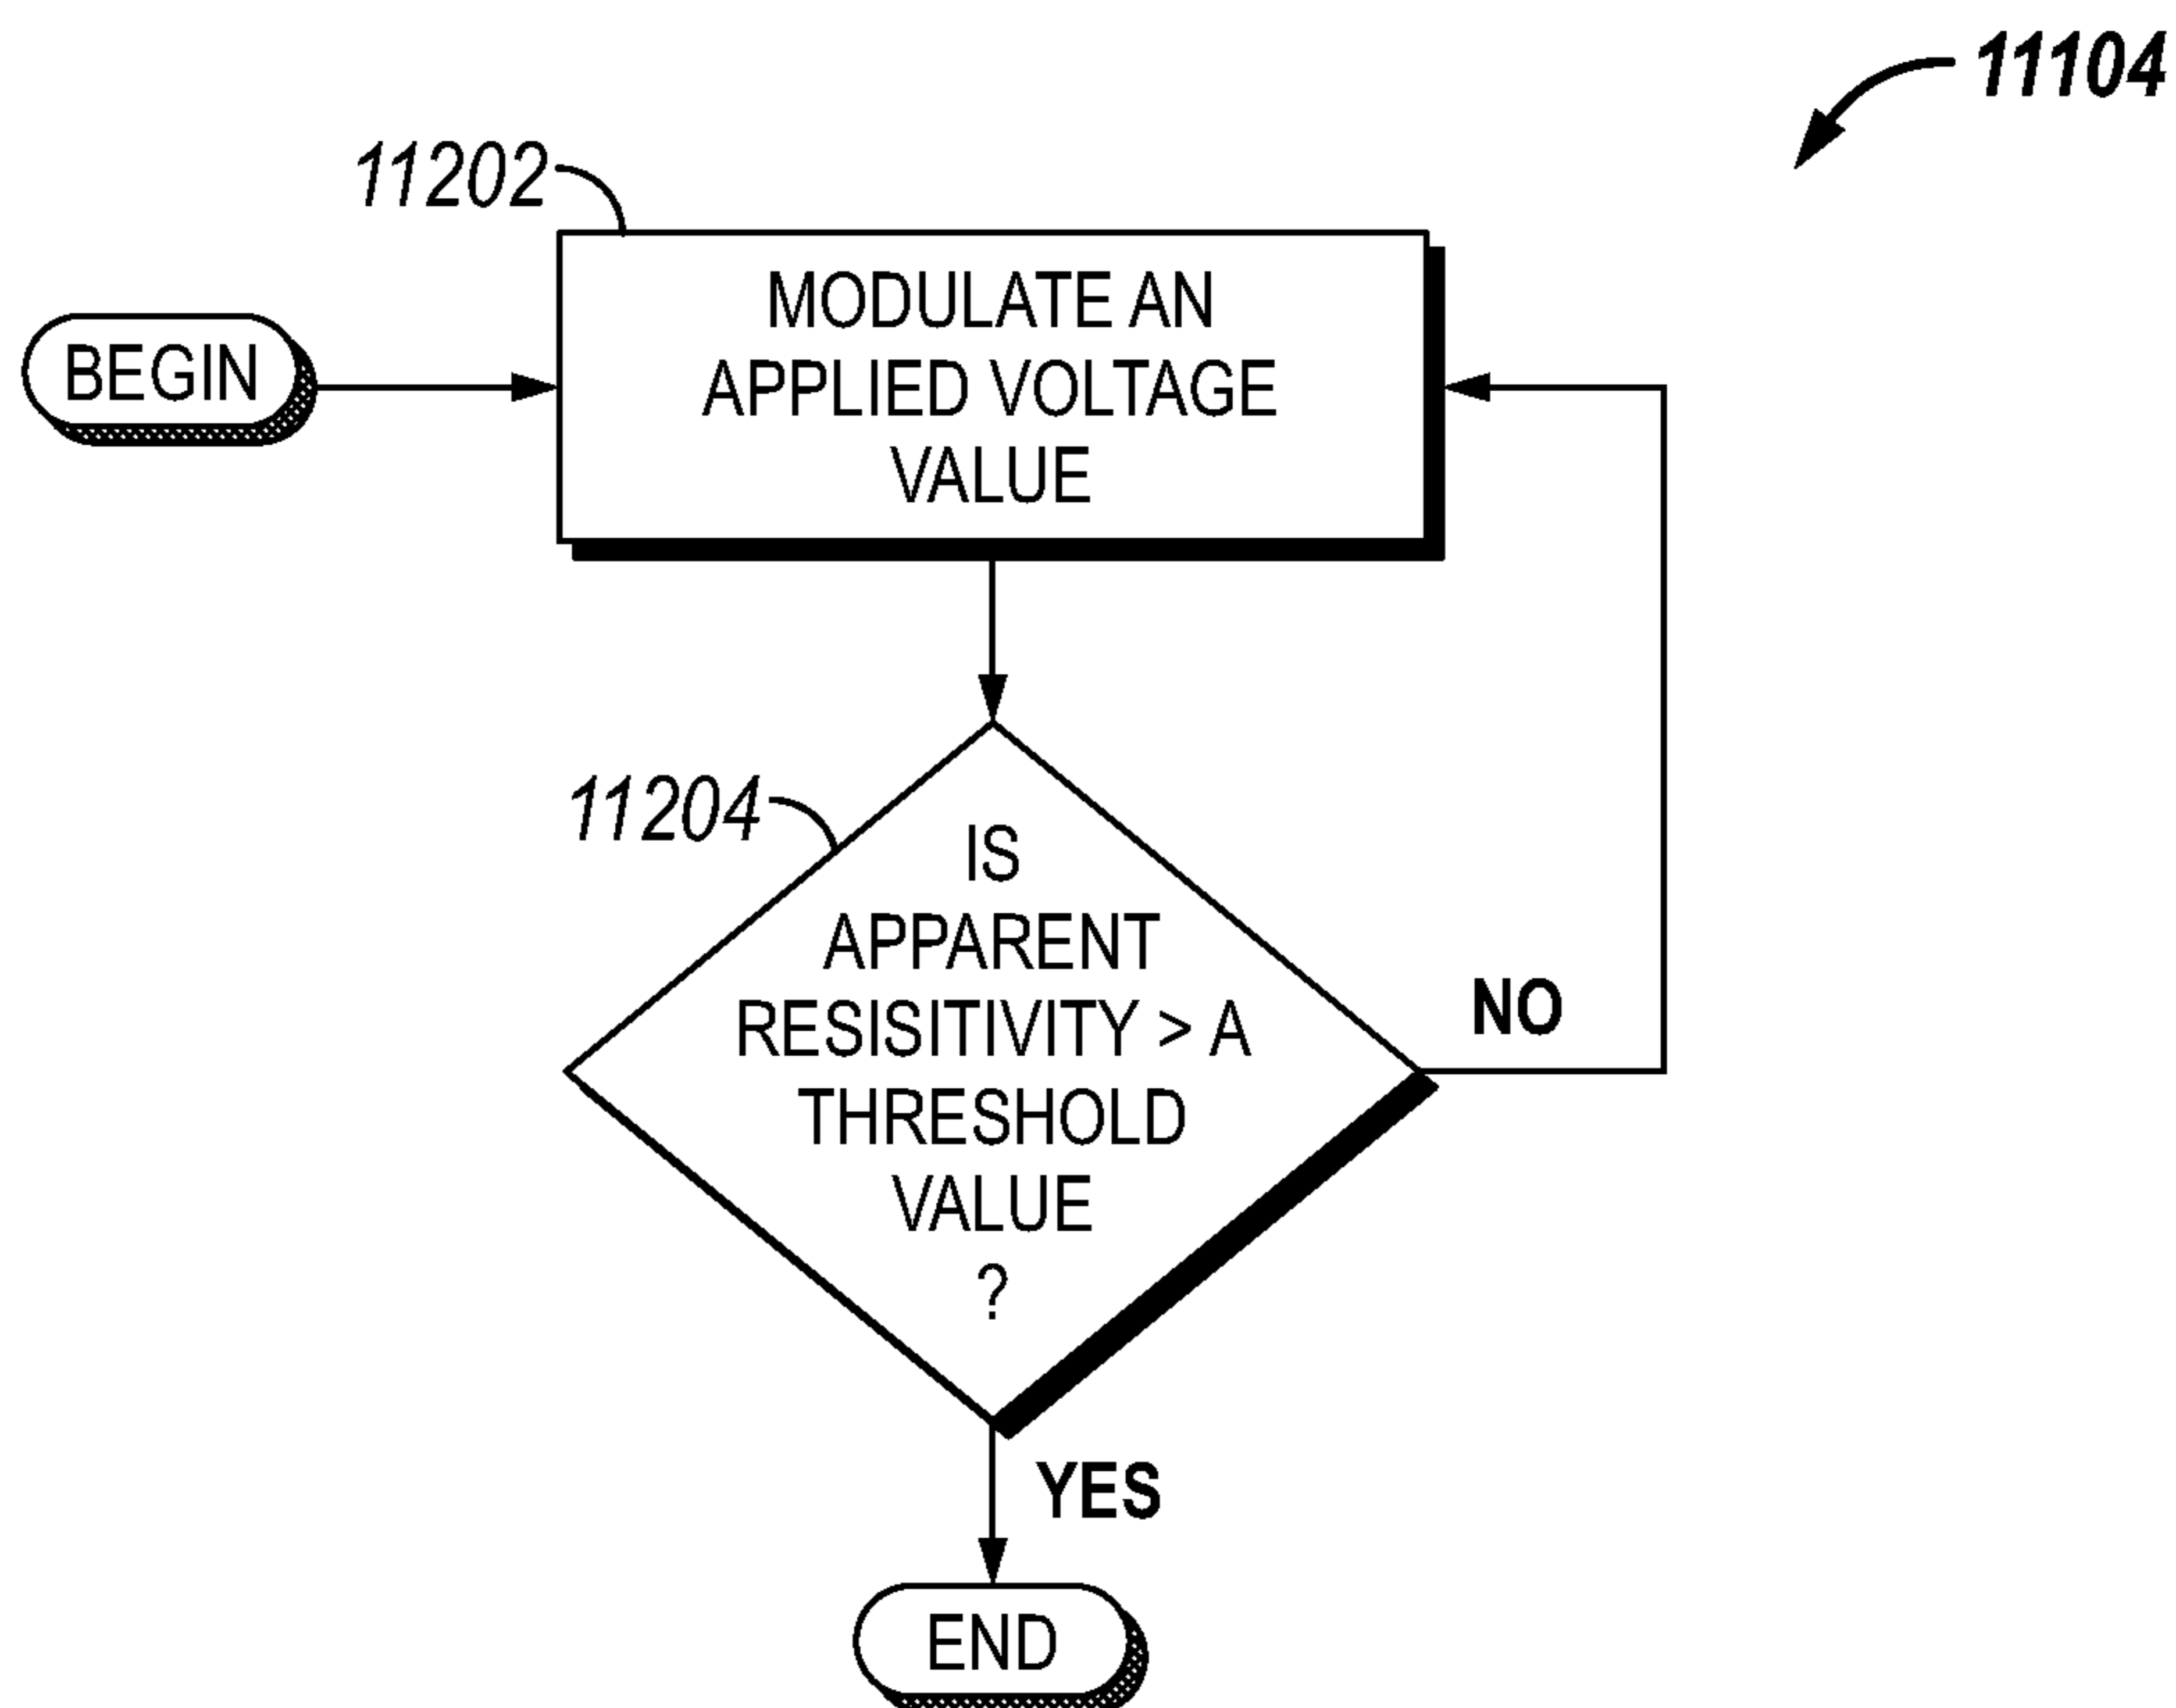 11104
11202
MODULATE AN
APPLIED VOLTAGE
VALUE
BEGIN
11204
IS
APPARENT
RESISITIVITY > A
THRESHOLD
VALUE
?
NO
YES
END